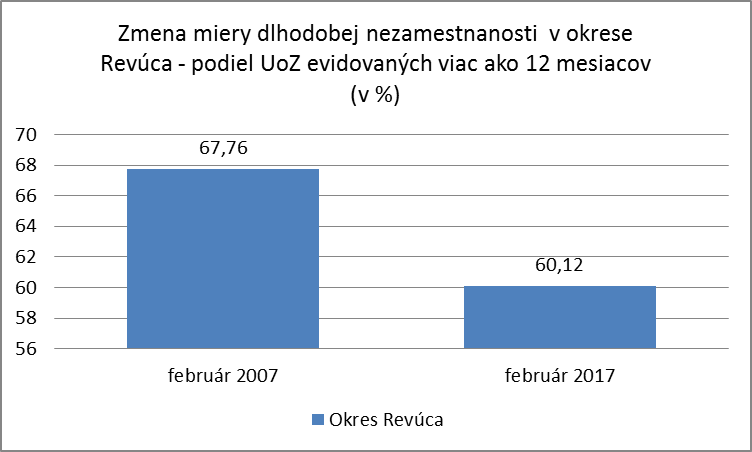 Zmena miery dlhodobej nezamestnanosti v okrese
Revúca - podiel UoZ evidovaných viac ako 12 mesiacov
(v %)
70
68
66
64
62
60
58
56
67,76
60,12
február 2007
február 2017
Okres Revúca